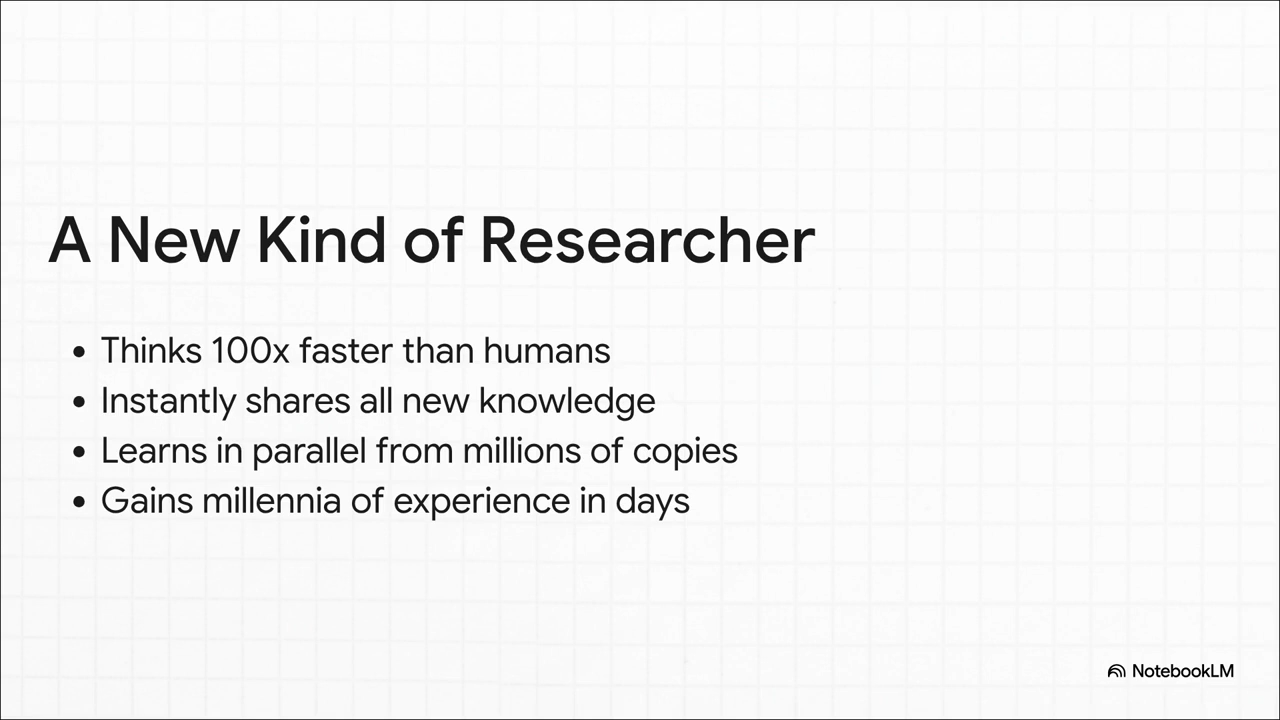 A New Kind of Researcher
• Thinks 100x faster than humans
• Instantly shares all new knowledge
• Learns in parallel from millions of copies
• Gains millennia of experience in days
NotebookLM